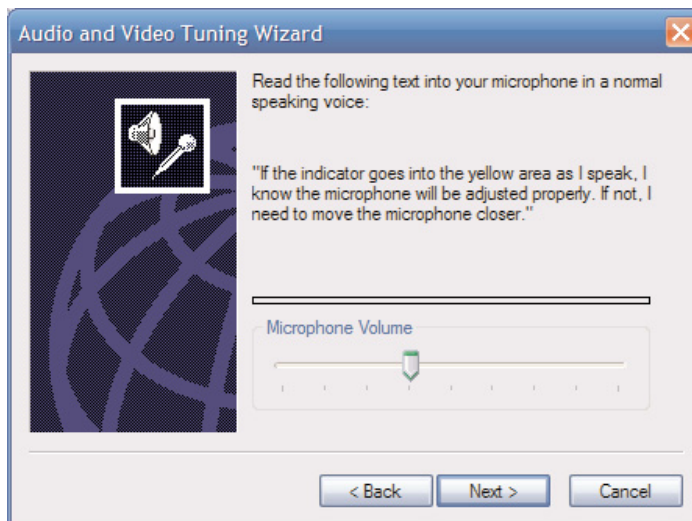 Audio and Video Tuning Wizard
Read the following text into your microphone in a normal
speaking voice:
"If the indicator goes into the yellow area as I speak, I
know the microphone will be adjusted properly. If not, I
need to move the microphone closer."
Microphone Volume
< Back Next > Cancel